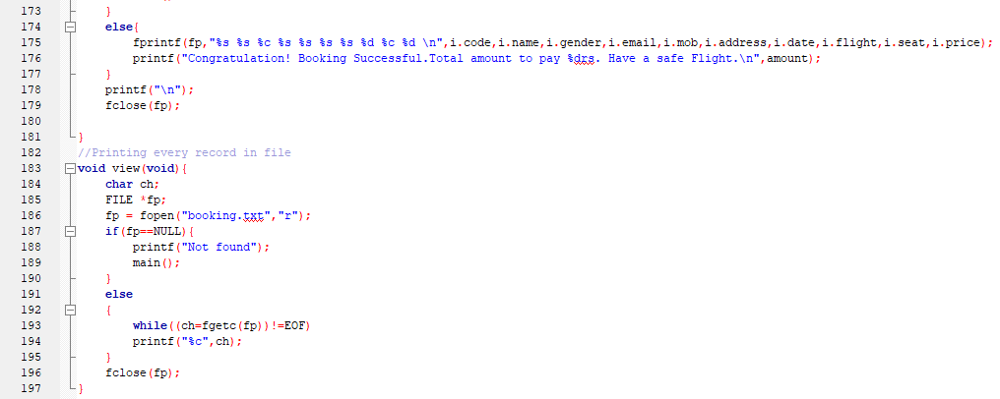 173 }
174 else{
175 fprintf(fp,"%s %s %c %s %s %s %s %d %c %d \n",i.code,i.name,i.gender,i.email,i.mob,i.address,i.date,i.flight,i.seat,i.price);
176 printf("Congratulation! Booking Successful.Total amount to pay %drs. Have a safe Flight.\n",amount);
177 }
178 printf("\n");
179 fclose(fp);
180
181 }
182 //Printing every record in file
183 void view(void){
184 char ch;
185 FILE *fp;
186 fp = fopen("booking.txt","r");
187 if(fp==NULL){
188 printf("Not found");
189 main();
190 }
191 else
192 {
193 while((ch=fgetc(fp))!=EOF)
194 printf("%c",ch);
195 }
196 fclose(fp);
197 }